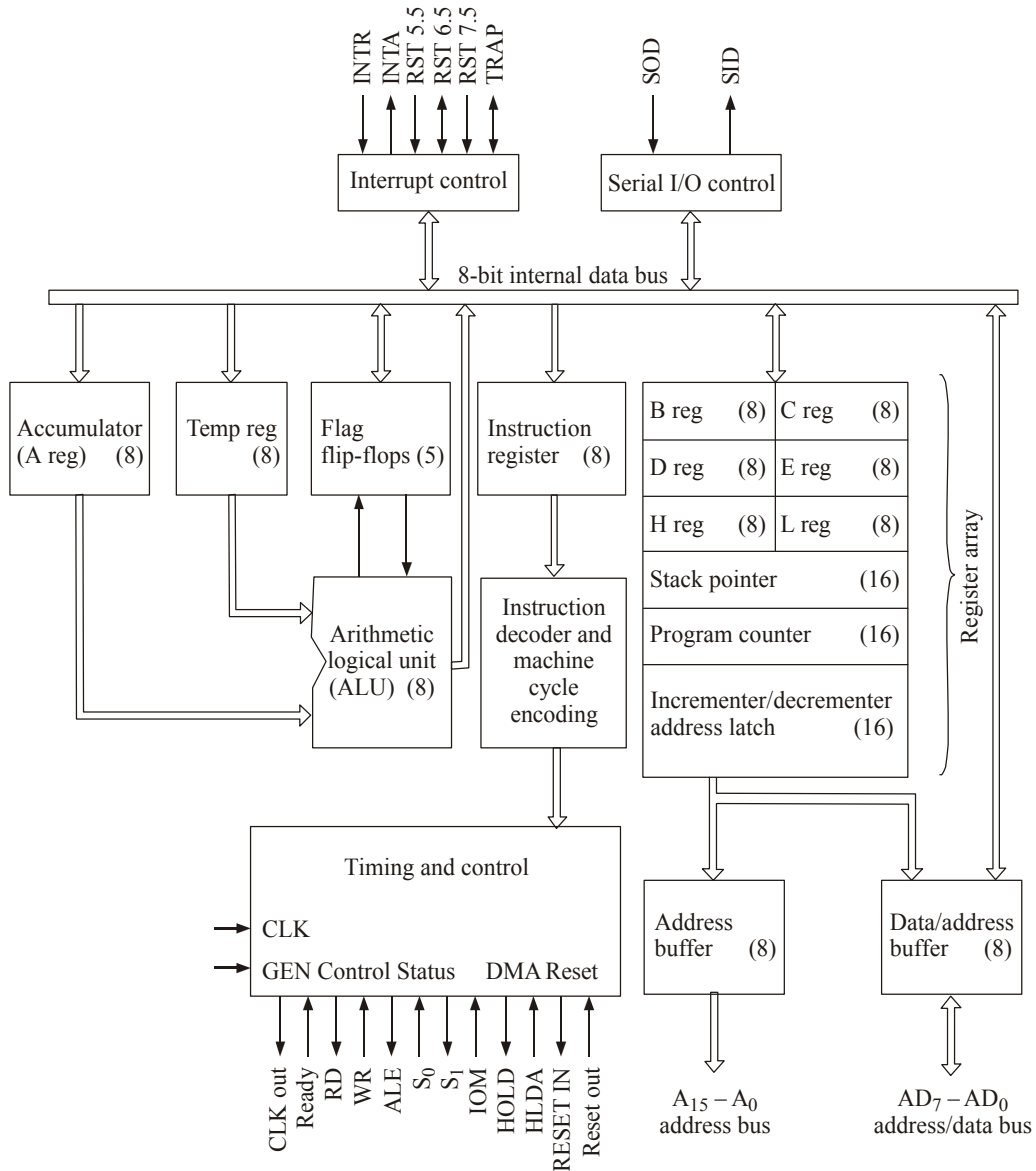 INTR
INTA
RST 5.5
RST 6.5
RST 7.5
TRAP
SOD
SID
Interrupt control
Serial I/O control
8-bit internal data bus
Accumulator
(A reg) (8)
Temp reg
(8)
Flag
flip-flops (5)
Instruction
register (8)
B reg (8)
C reg (8)
D reg (8)
E reg (8)
H reg (8)
L reg (8)
Stack pointer (16)
Program counter (16)
Incrementer/decrementer
address latch (16)
Register array
Arithmetic
logical unit
(ALU) (8)
Instruction
decoder and
machine
cycle
encoding
Timing and control
CLK
GEN Control Status DMA Reset
Address
buffer (8)
Data/address
buffer (8)
CLK out
Ready
RD
WR
ALE
S₀
S₁
IOM
HOLD
HLDA
RESET IN
Reset out
A₁₅ – A₀
address bus
AD₇ – AD₀
address/data bus